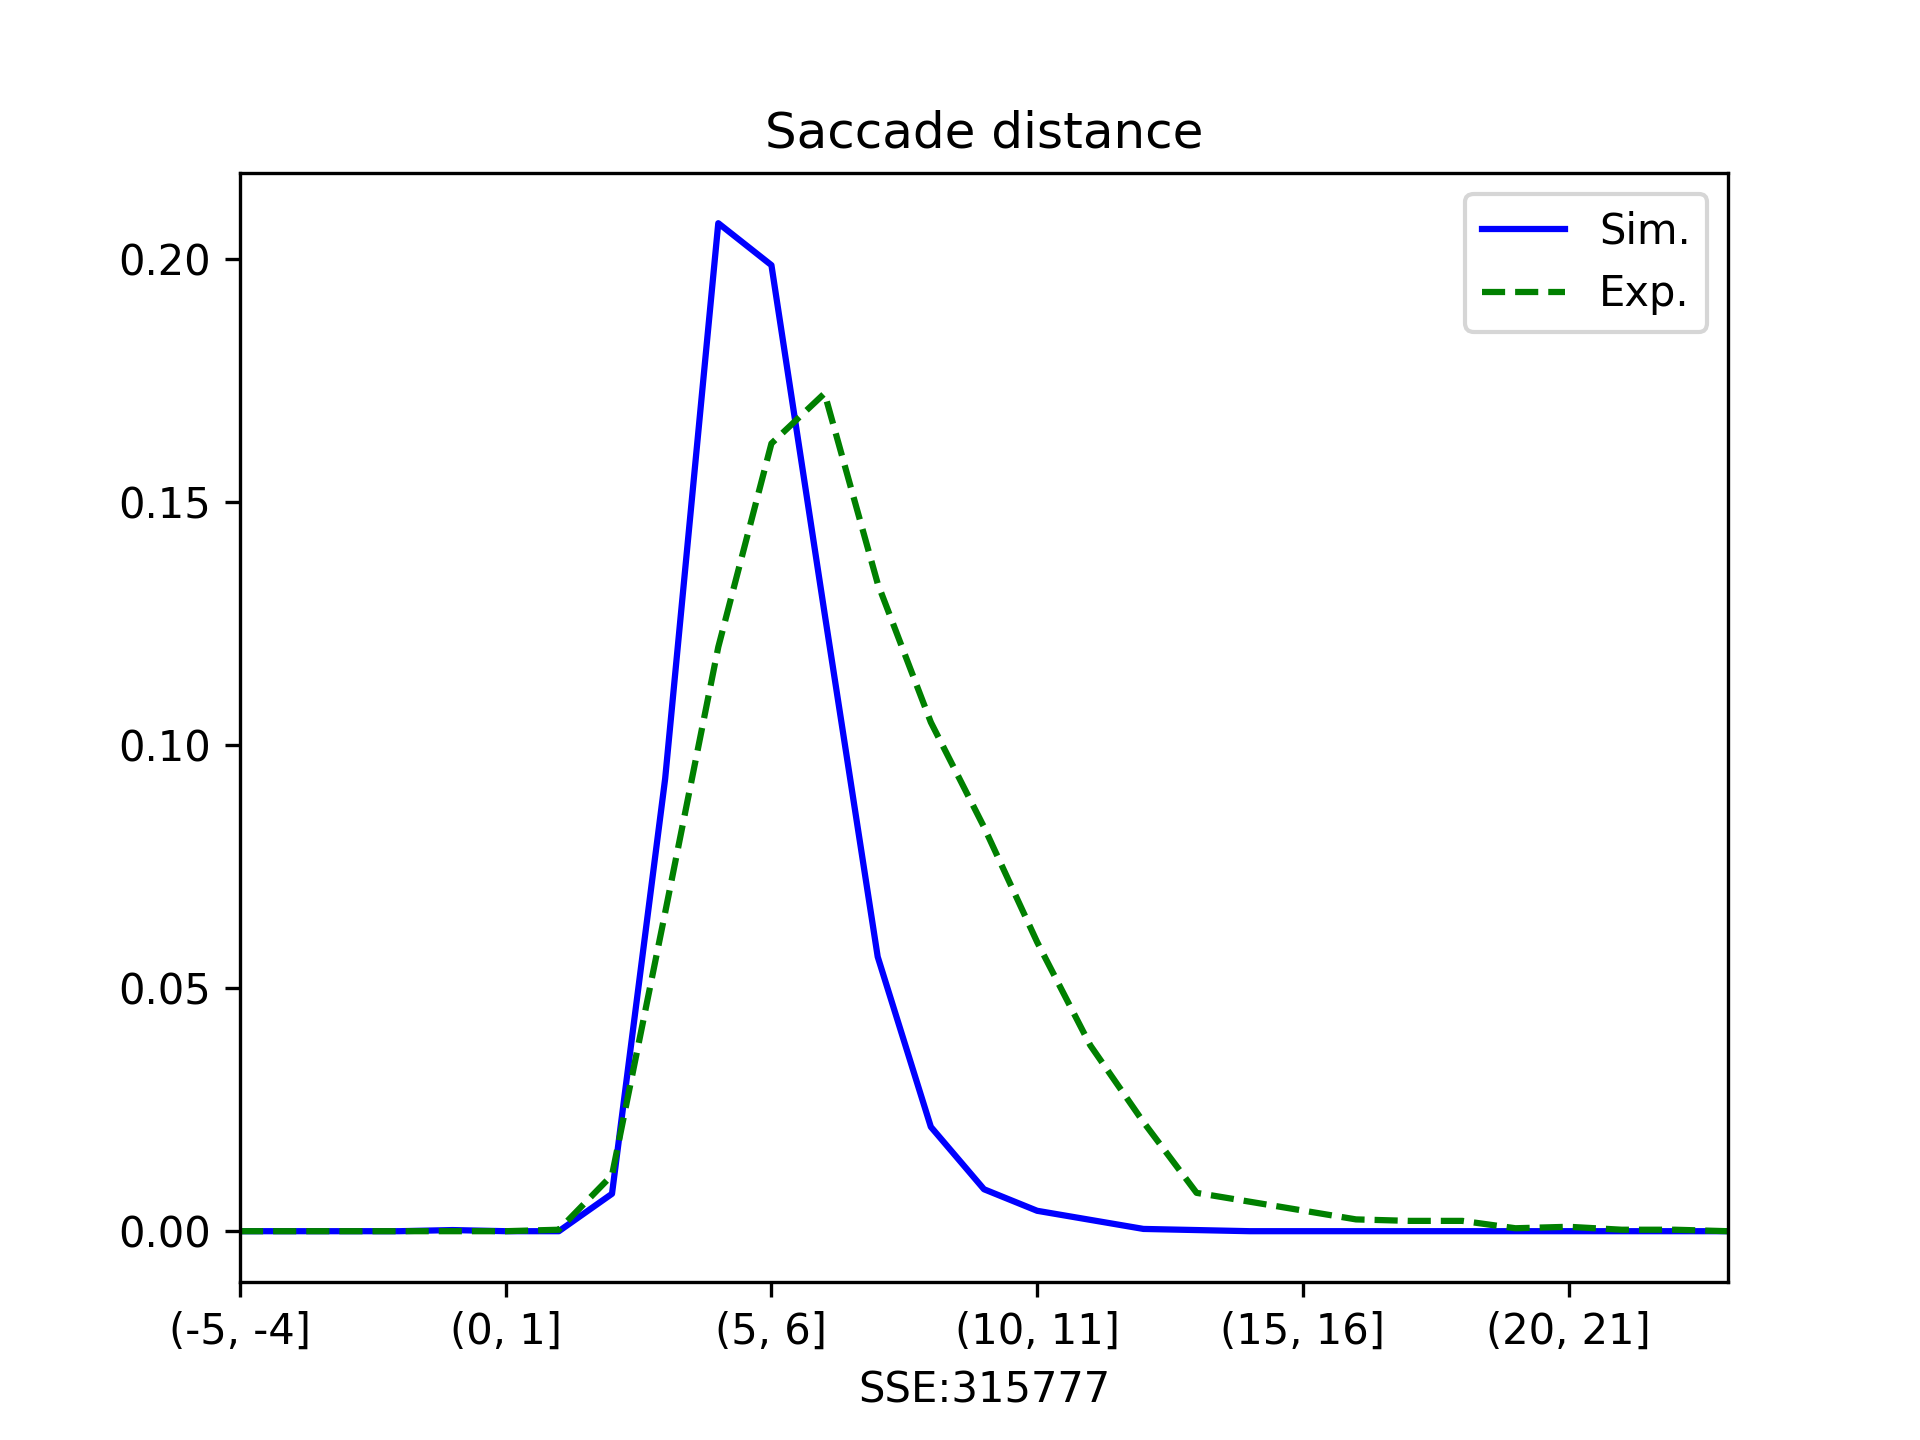 Saccade distance
Sim.
Exp.
0.20
0.15
0.10
0.05
0.00
(-5, -4]
(0, 1]
(5, 6]
(10, 11]
(15, 16]
(20, 21]
SSE:315777